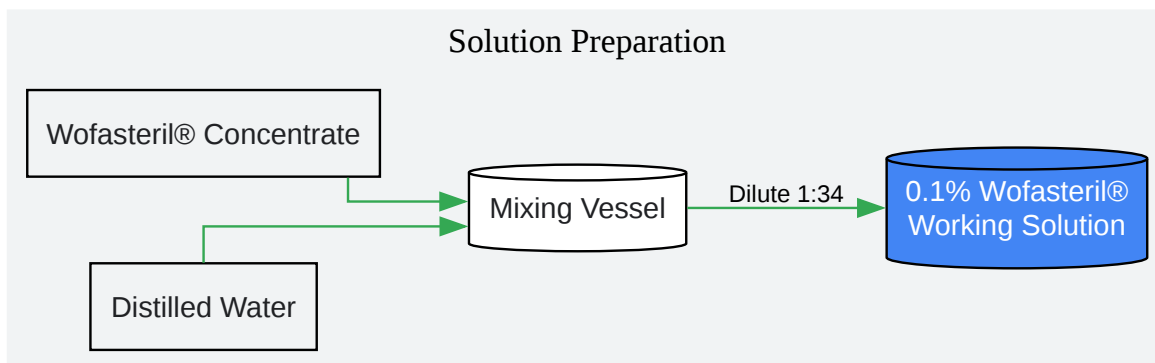 Solution Preparation
Wofasteril® Concentrate
Mixing Vessel
Dilute 1:34
0.1% Wofasteril®
Working Solution
Distilled Water